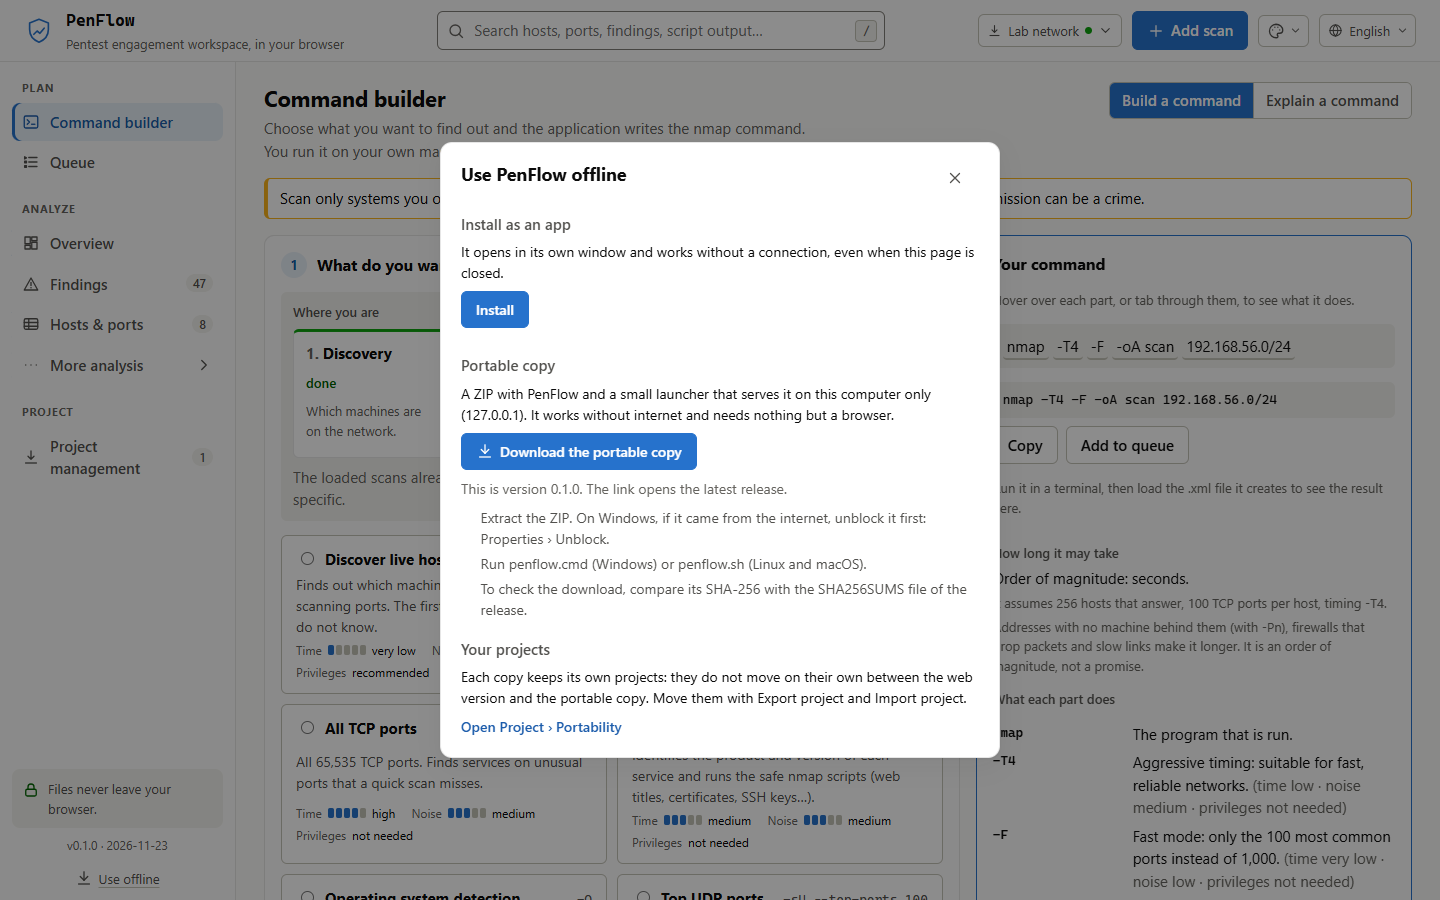 PenFlow
Pentest engagement workspace, in your browser
Search hosts, ports, findings, script output...
/
Lab network
Add scan
English
PLAN
Command builder
Queue
ANALYZE
Overview
Findings 47
Hosts & ports 8
More analysis
PROJECT
Project management 1
Files never leave your browser.
v0.1.0 · 2026-11-23
Use offline
Command builder
Choose what you want to find out and the application writes the nmap command.
You run it on your own
Build a command
Explain a command
Scan only systems you
mission can be a crime.
1 What do you
Where you are
1. Discovery
done
Which machines are
on the network.
The loaded scans
specific.
Discover live
Finds out which
scanning ports. The
do not know.
Time very low
Privileges recommended
All TCP ports
All 65,535 TCP ports. Finds services on unusual
ports that a quick scan misses.
Time high Noise medium
Privileges not needed
service and runs the safe nmap scripts (web
titles, certificates, SSH keys...).
Time medium Noise medium
Privileges not needed
Operating system detection -O
Top UDP ports -sU --top-ports 100
Use PenFlow offline
Install as an app
It opens in its own window and works without a connection, even when this page is
closed.
Install
Portable copy
A ZIP with PenFlow and a small launcher that serves it on this computer only
(127.0.0.1). It works without internet and needs nothing but a browser.
Download the portable copy
This is version 0.1.0. The link opens the latest release.
Extract the ZIP. On Windows, if it came from the internet, unblock it first:
Properties › Unblock.
Run penflow.cmd (Windows) or penflow.sh (Linux and macOS).
To check the download, compare its SHA-256 with the SHA256SUMS file of the
release.
Your projects
Each copy keeps its own projects: they do not move on their own between the web
version and the portable copy. Move them with Export project and Import project.
Open Project › Portability
Your command
over each part, or tab through them, to see what it does.
nmap -T4 -F -oA scan 192.168.56.0/24
nmap -T4 -F -oA scan 192.168.56.0/24
Copy
Add to queue
it in a terminal, then load the .xml file it creates to see the result
How long it may take
Order of magnitude: seconds.
assumes 256 hosts that answer, 100 TCP ports per host, timing -T4.
Addresses with no machine behind them (with -Pn), firewalls that
drop packets and slow links make it longer. It is an order of
magnitude, not a promise.
What each part does
nmap The program that is run.
-T4 Aggressive timing: suitable for fast,
reliable networks. (time low · noise
medium · privileges not needed)
-F Fast mode: only the 100 most common
ports instead of 1,000. (time very low ·
noise low · privileges not needed)